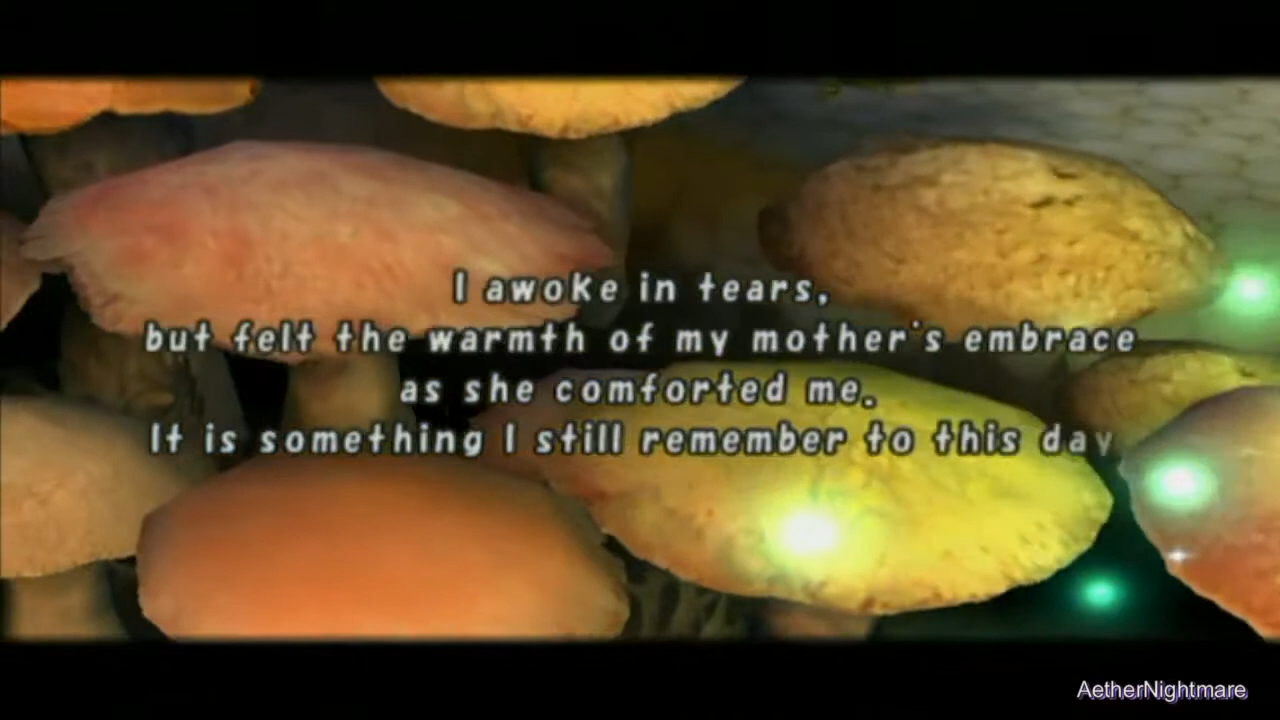 I awoke in tears,
but felt the warmth of my mother's embrace
as she comforted me.
It is something I still remember to this day
AetherNightmare